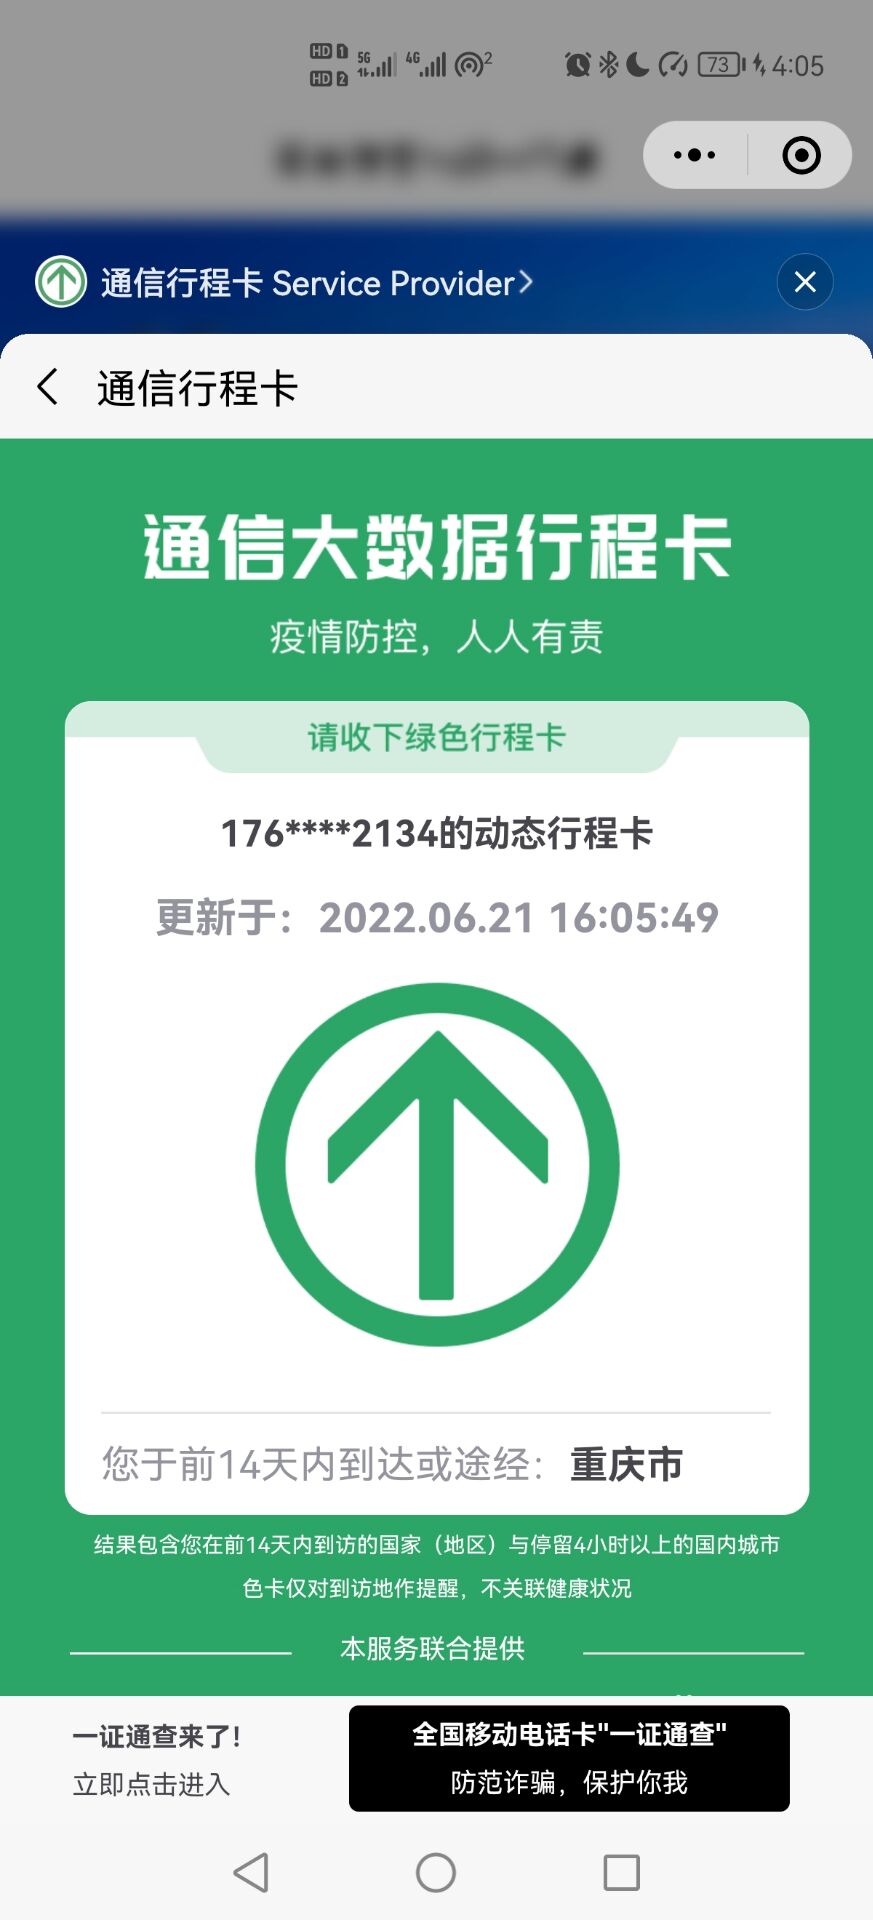 HD 1 5G 4G 2 73 4:05
HD 2
通信行程卡 Service Provider
通信行程卡
通信大数据行程卡
疫情防控，人人有责
请收下绿色行程卡
176****2134的动态行程卡
更新于：2022.06.21 16:05:49
您于前14天内到达或途经：重庆市
结果包含您在前14天内到访的国家（地区）与停留4小时以上的国内城市
色卡仅对到访地作提醒，不关联健康状况
本服务联合提供
一证通查来了!
立即点击进入
全国移动电话卡"一证通查"
防范诈骗，保护你我